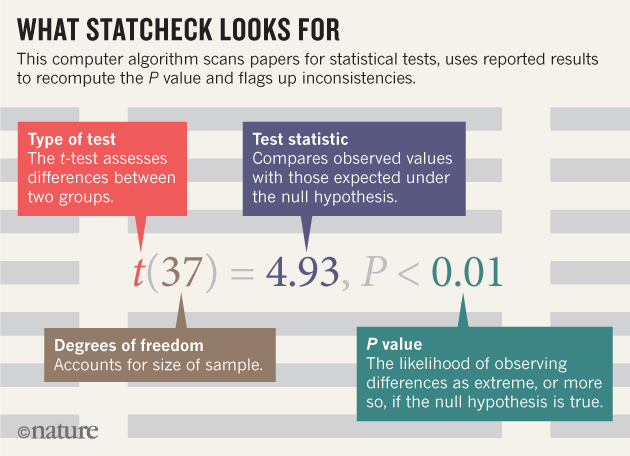 WHAT STATCHECK LOOKS FOR
This computer algorithm scans papers for statistical tests, uses reported results
to recompute the P value and flags up inconsistencies.
Type of test
The t-test assesses
differences between
two groups.
Test statistic
Compares observed values
with those expected under
the null hypothesis.
t(37) = 4.93, P < 0.01
Degrees of freedom
Accounts for size of sample.
P value
The likelihood of observing
differences as extreme, or more
so, if the null hypothesis is true.
©nature